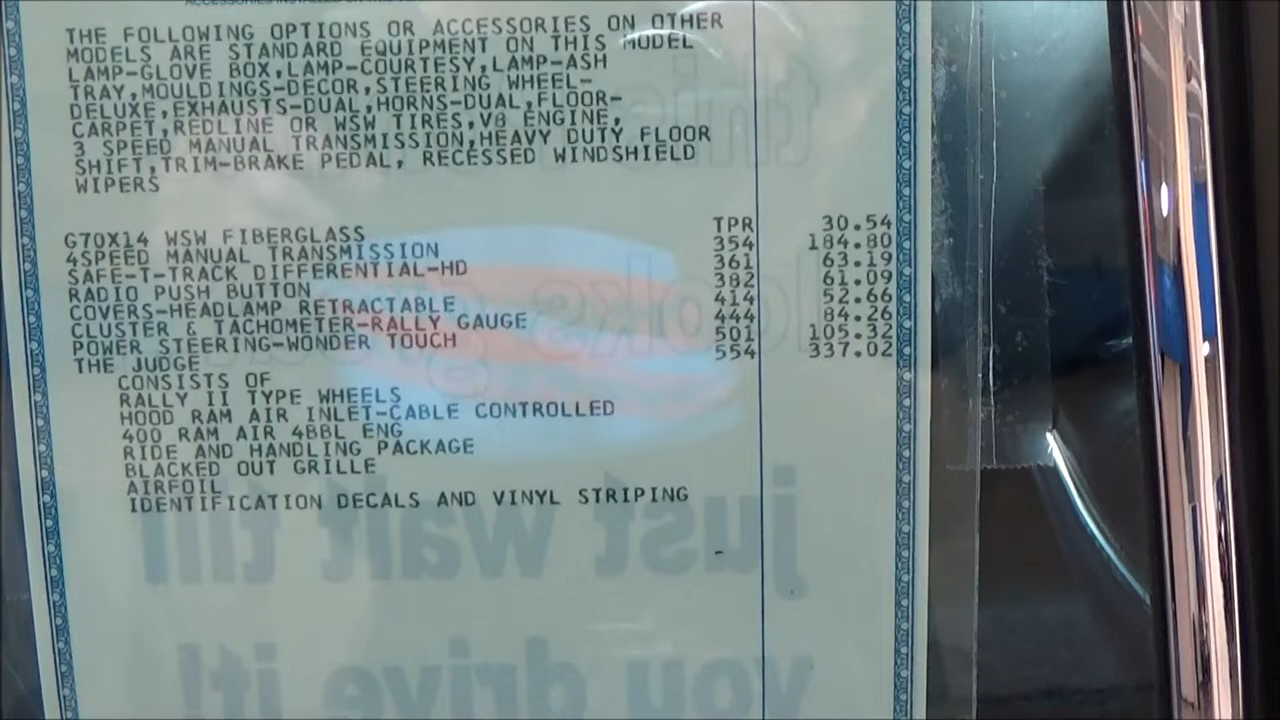 THE FOLLOWING OPTIONS OR ACCESSORIES ON OTHER
MODELS ARE STANDARD EQUIPMENT ON THIS MODEL
LAMP-GLOVE BOX,LAMP-COURTESY,LAMP-ASH
TRAY,MOULDINGS-DECOR,STEERING WHEEL-
DELUXE,EXHAUSTS-DUAL,HORNS-DUAL,FLOOR-
CARPET,REDLINE OR WSW TIRES,V8 ENGINE,
3 SPEED MANUAL TRANSMISSION,HEAVY DUTY FLOOR
SHIFT,TRIM-BRAKE PEDAL, RECESSED WINDSHIELD
WIPERS
G70X14 WSW FIBERGLASS TPR 30.54
4SPEED MANUAL TRANSMISSION 354 184.80
SAFE-T-TRACK DIFFERENTIAL-HD 361 63.19
RADIO PUSH BUTTON 382 61.09
COVERS-HEADLAMP RETRACTABLE 414 52.66
CLUSTER & TACHOMETER-RALLY GAUGE 444 84.26
POWER STEERING-WONDER TOUCH 501 105.32
THE JUDGE 554 337.02
CONSISTS OF
RALLY II TYPE WHEELS
HOOD RAM AIR INLET-CABLE CONTROLLED
400 RAM AIR 4BBL ENG
RIDE AND HANDLING PACKAGE
BLACKED OUT GRILLE
AIRFOIL
IDENTIFICATION DECALS AND VINYL STRIPING
this
looks
just wait till
you drive it!